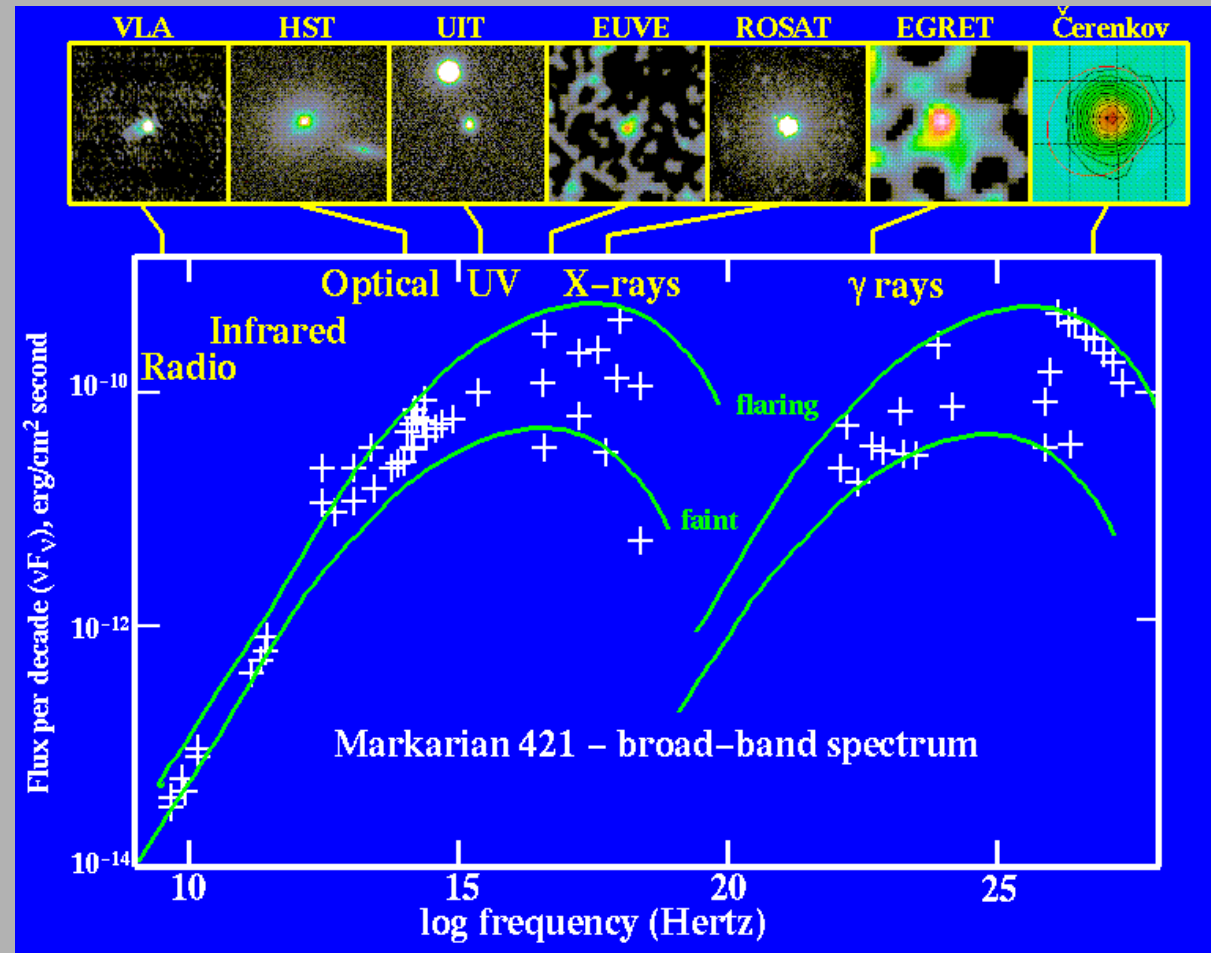 VLA HST UIT EUVE ROSAT EGRET Čerenkov
Optical UV X–rays γ rays
Infrared
Radio
10⁻¹⁰
flaring
faint
10⁻¹²
Markarian 421 – broad–band spectrum
10⁻¹⁴
10 15 20 25
log frequency (Hertz)
Flux per decade (νFᵥ), erg/cm² second